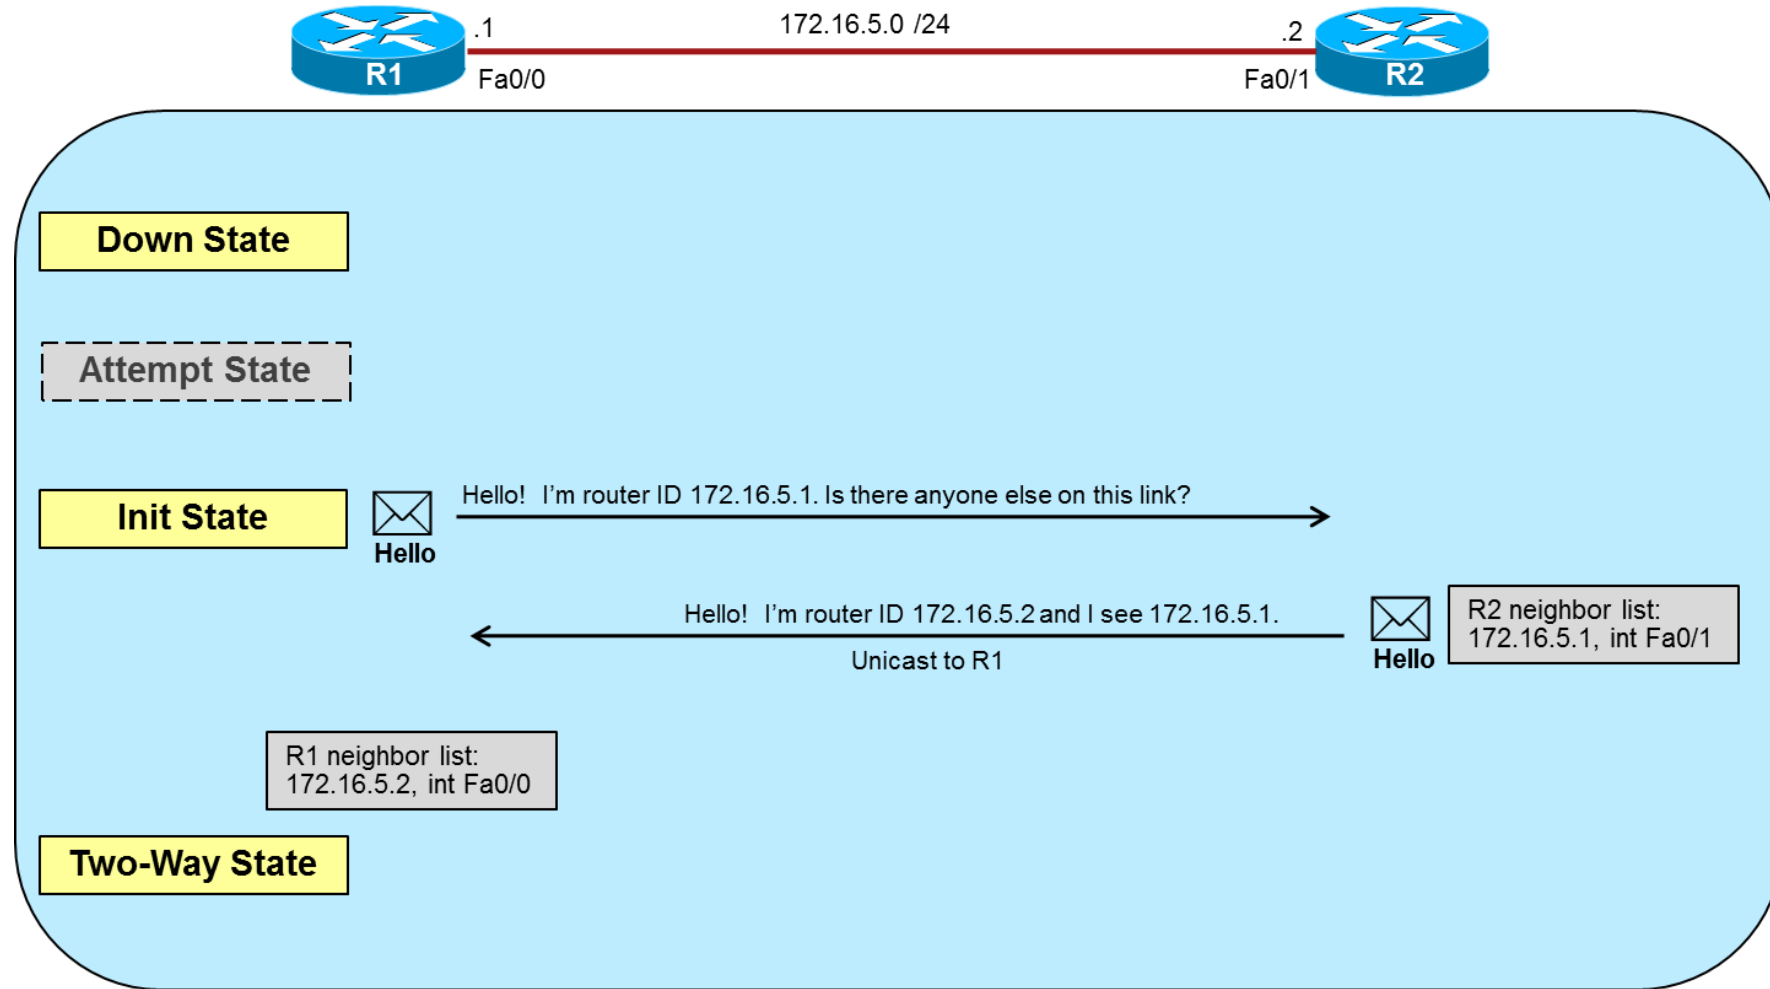 .1
172.16.5.0 /24
.2
R1
R2
Fa0/0
Fa0/1
Down State
Attempt State
Hello! I'm router ID 172.16.5.1. Is there anyone else on this link?
Init State
Hello
Hello! I'm router ID 172.16.5.2 and I see 172.16.5.1.
Unicast to R1
Hello
R2 neighbor list:
172.16.5.1, int Fa0/1
R1 neighbor list:
172.16.5.2, int Fa0/0
Two-Way State